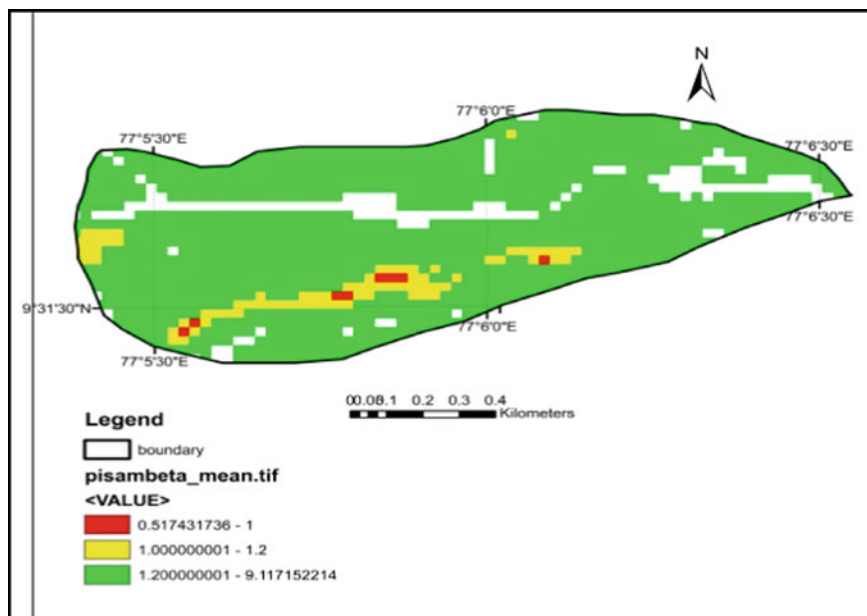 N
77°6'0"E
77°5'30"E
77°6'30"E
77°6'30"E
9°31'30"N
77°6'0"E
77°5'30"E
0.1 0.2 0.3 0.4
Kilometers
Legend
boundary
pisambeta_mean.tif
<VALUE>
0.517431736 - 1
1.000000001 - 1.2
1.200000001 - 9.117152214